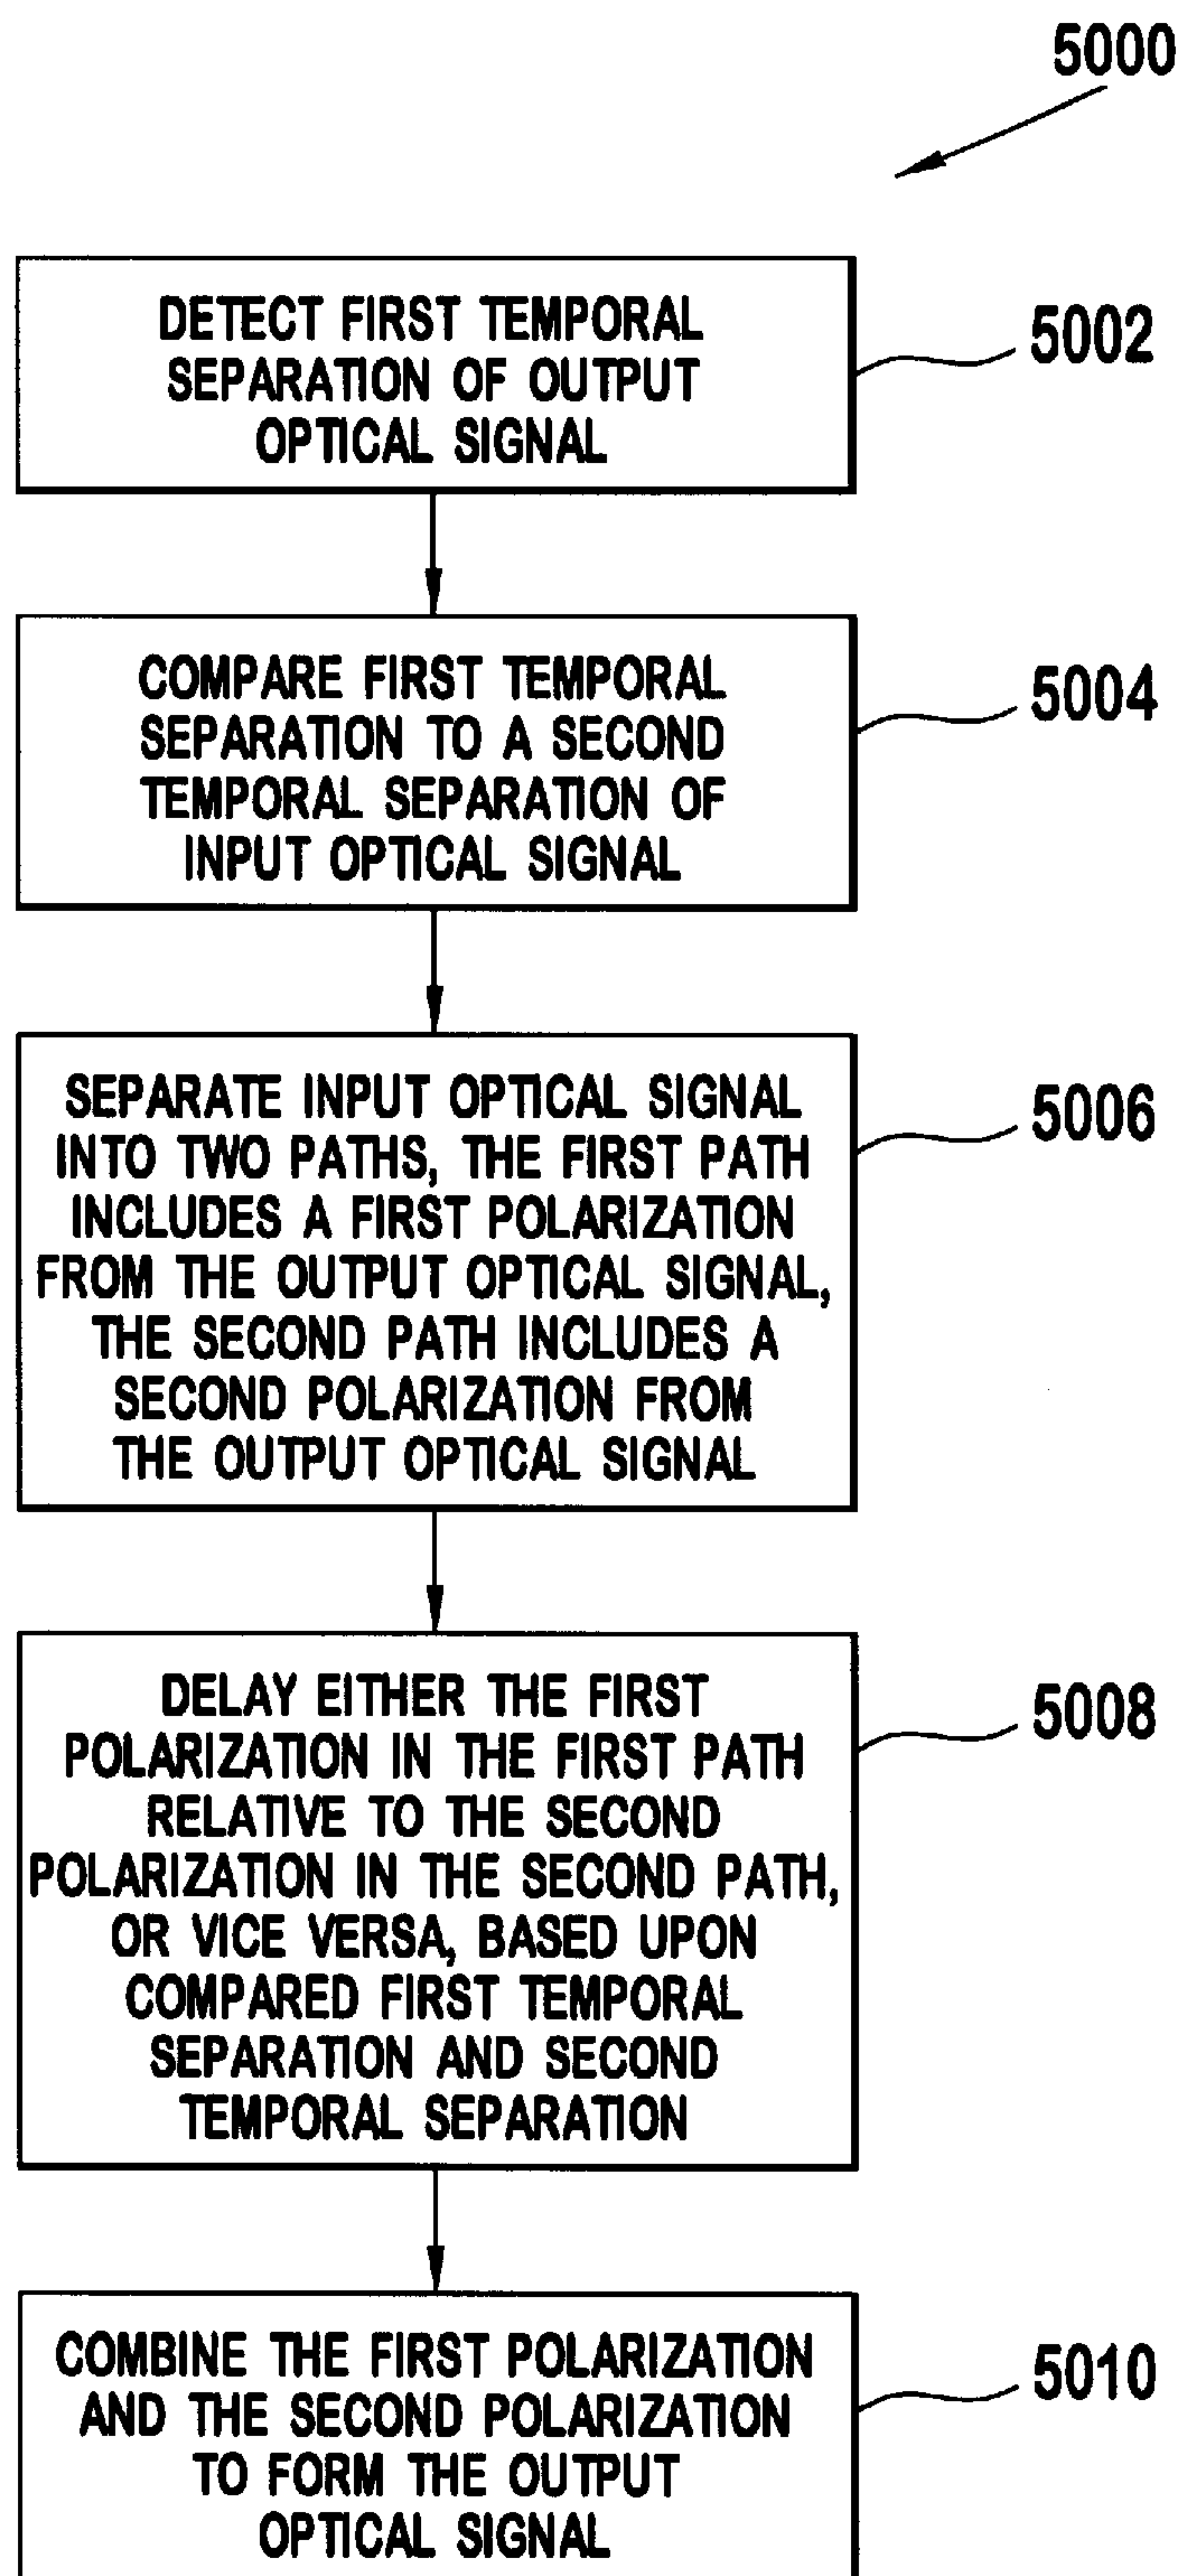 5000
DETECT FIRST TEMPORAL
SEPARATION OF OUTPUT
OPTICAL SIGNAL
5002
COMPARE FIRST TEMPORAL
SEPARATION TO A SECOND
TEMPORAL SEPARATION OF
INPUT OPTICAL SIGNAL
5004
SEPARATE INPUT OPTICAL SIGNAL
INTO TWO PATHS, THE FIRST PATH
INCLUDES A FIRST POLARIZATION
FROM THE OUTPUT OPTICAL SIGNAL,
THE SECOND PATH INCLUDES A
SECOND POLARIZATION FROM
THE OUTPUT OPTICAL SIGNAL
5006
DELAY EITHER THE FIRST
POLARIZATION IN THE FIRST PATH
RELATIVE TO THE SECOND
POLARIZATION IN THE SECOND PATH,
OR VICE VERSA, BASED UPON
COMPARED FIRST TEMPORAL
SEPARATION AND SECOND
TEMPORAL SEPARATION
5008
COMBINE THE FIRST POLARIZATION
AND THE SECOND POLARIZATION
TO FORM THE OUTPUT
OPTICAL SIGNAL
5010